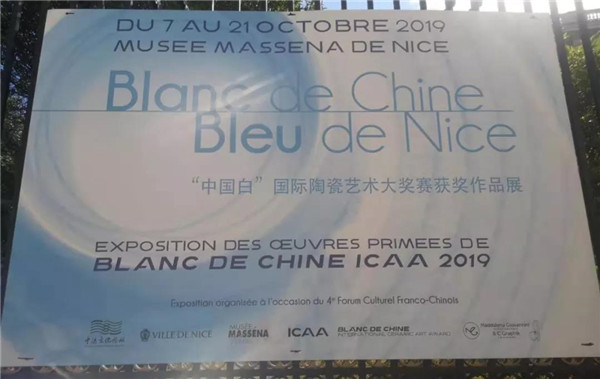 DU 7 AU 21 OCTOBRE 2019
MUSEE MASSENA DE NICE
Blanc de Chine
Bleu de Nice
“中国白”国际陶瓷艺术大奖赛获奖作品展
EXPOSITION DES ŒUVRES PRIMEES DE
BLANC DE CHINE ICAA 2019
Exposition organisée à l'occasion du 4e Forum Culturel Franco-Chinois
VILLE DE NICE
MUSÉE
MASSENA
ICAA
BLANC DE CHINE
INTERNATIONAL CERAMIC ART AWARD